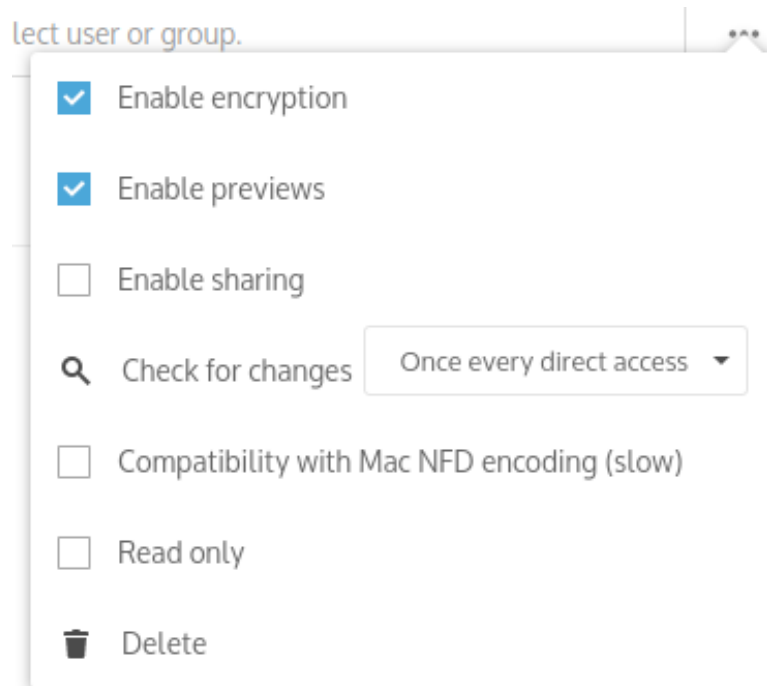 lect user or group.
Enable encryption
Enable previews
Enable sharing
Check for changes Once every direct access
Compatibility with Mac NFD encoding (slow)
Read only
Delete